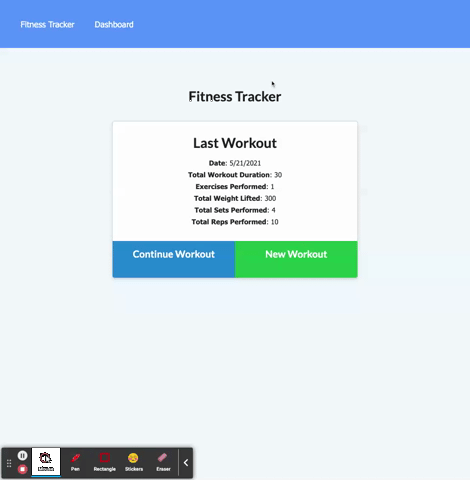 Fitness Tracker Dashboard
Fitness Tracker
Last Workout
Date: 5/21/2021
Total Workout Duration: 30
Exercises Performed: 1
Total Weight Lifted: 300
Total Sets Performed: 4
Total Reps Performed: 10
Continue Workout New Workout
Pen Rectangle Stickers Eraser